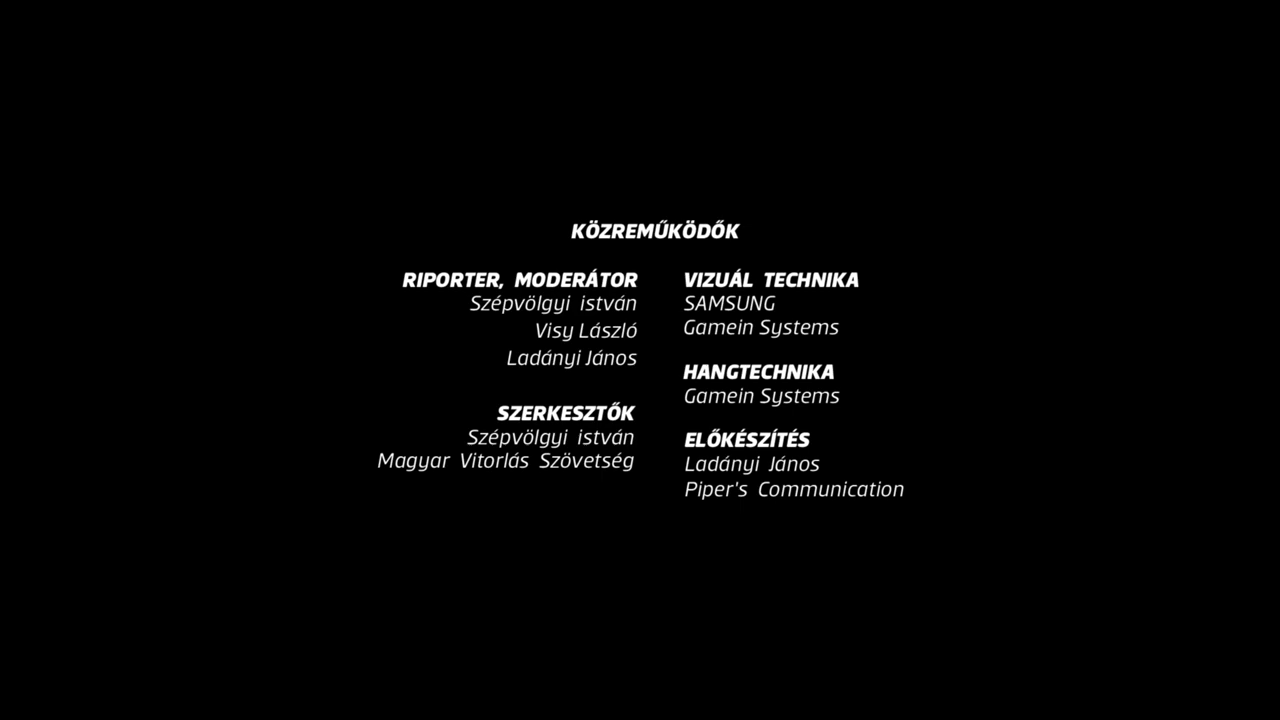 KÖZREMŰKÖDŐK
RIPORTER, MODERÁTOR
Szépvölgyi istván
Visy László
Ladányi János
SZERKESZTŐK
Szépvölgyi istván
Magyar Vitorlás Szövetség
VIZUÁL TECHNIKA
SAMSUNG
Gamein Systems
HANGTECHNIKA
Gamein Systems
ELŐKÉSZÍTÉS
Ladányi János
Piper's Communication